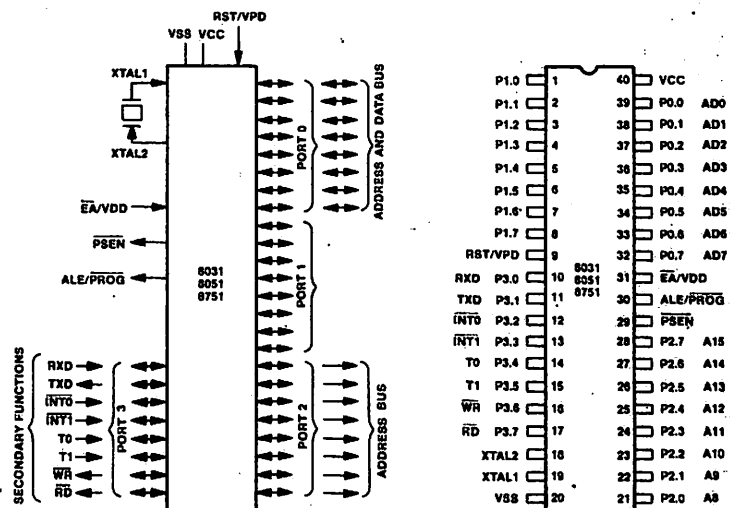 RST/VPD
VSS VCC
XTAL1
XTAL2
EA/VDD
PSEN
ALE/PROG
PORT 0
ADDRESS AND DATA BUS
PORT 1
8031
8051
8751
SECONDARY FUNCTIONS
RXD
TXD
INT0
INT1
T0
T1
WR
RD
PORT 3
PORT 2
ADDRESS BUS
P1.0 1 40 VCC
P1.1 2 39 P0.0 AD0
P1.2 3 38 P0.1 AD1
P1.3 4 37 P0.2 AD2
P1.4 5 36 P0.3 AD3
P1.5 6 35 P0.4 AD4
P1.6 7 34 P0.5 AD5
P1.7 8 33 P0.6 AD6
RST/VPD 9 32 P0.7 AD7
RXD P3.0 10 8031 31 EA/VDD
TXD P3.1 11 8051 30 ALE/PROG
8751
INT0 P3.2 12 29 PSEN
INT1 P3.3 13 28 P2.7 A15
T0 P3.4 14 27 P2.6 A14
T1 P3.5 15 26 P2.5 A13
WR P3.6 16 25 P2.4 A12
RD P3.7 17 24 P2.3 A11
XTAL2 18 23 P2.2 A10
XTAL1 19 22 P2.1 A9
VSS 20 21 P2.0 A8